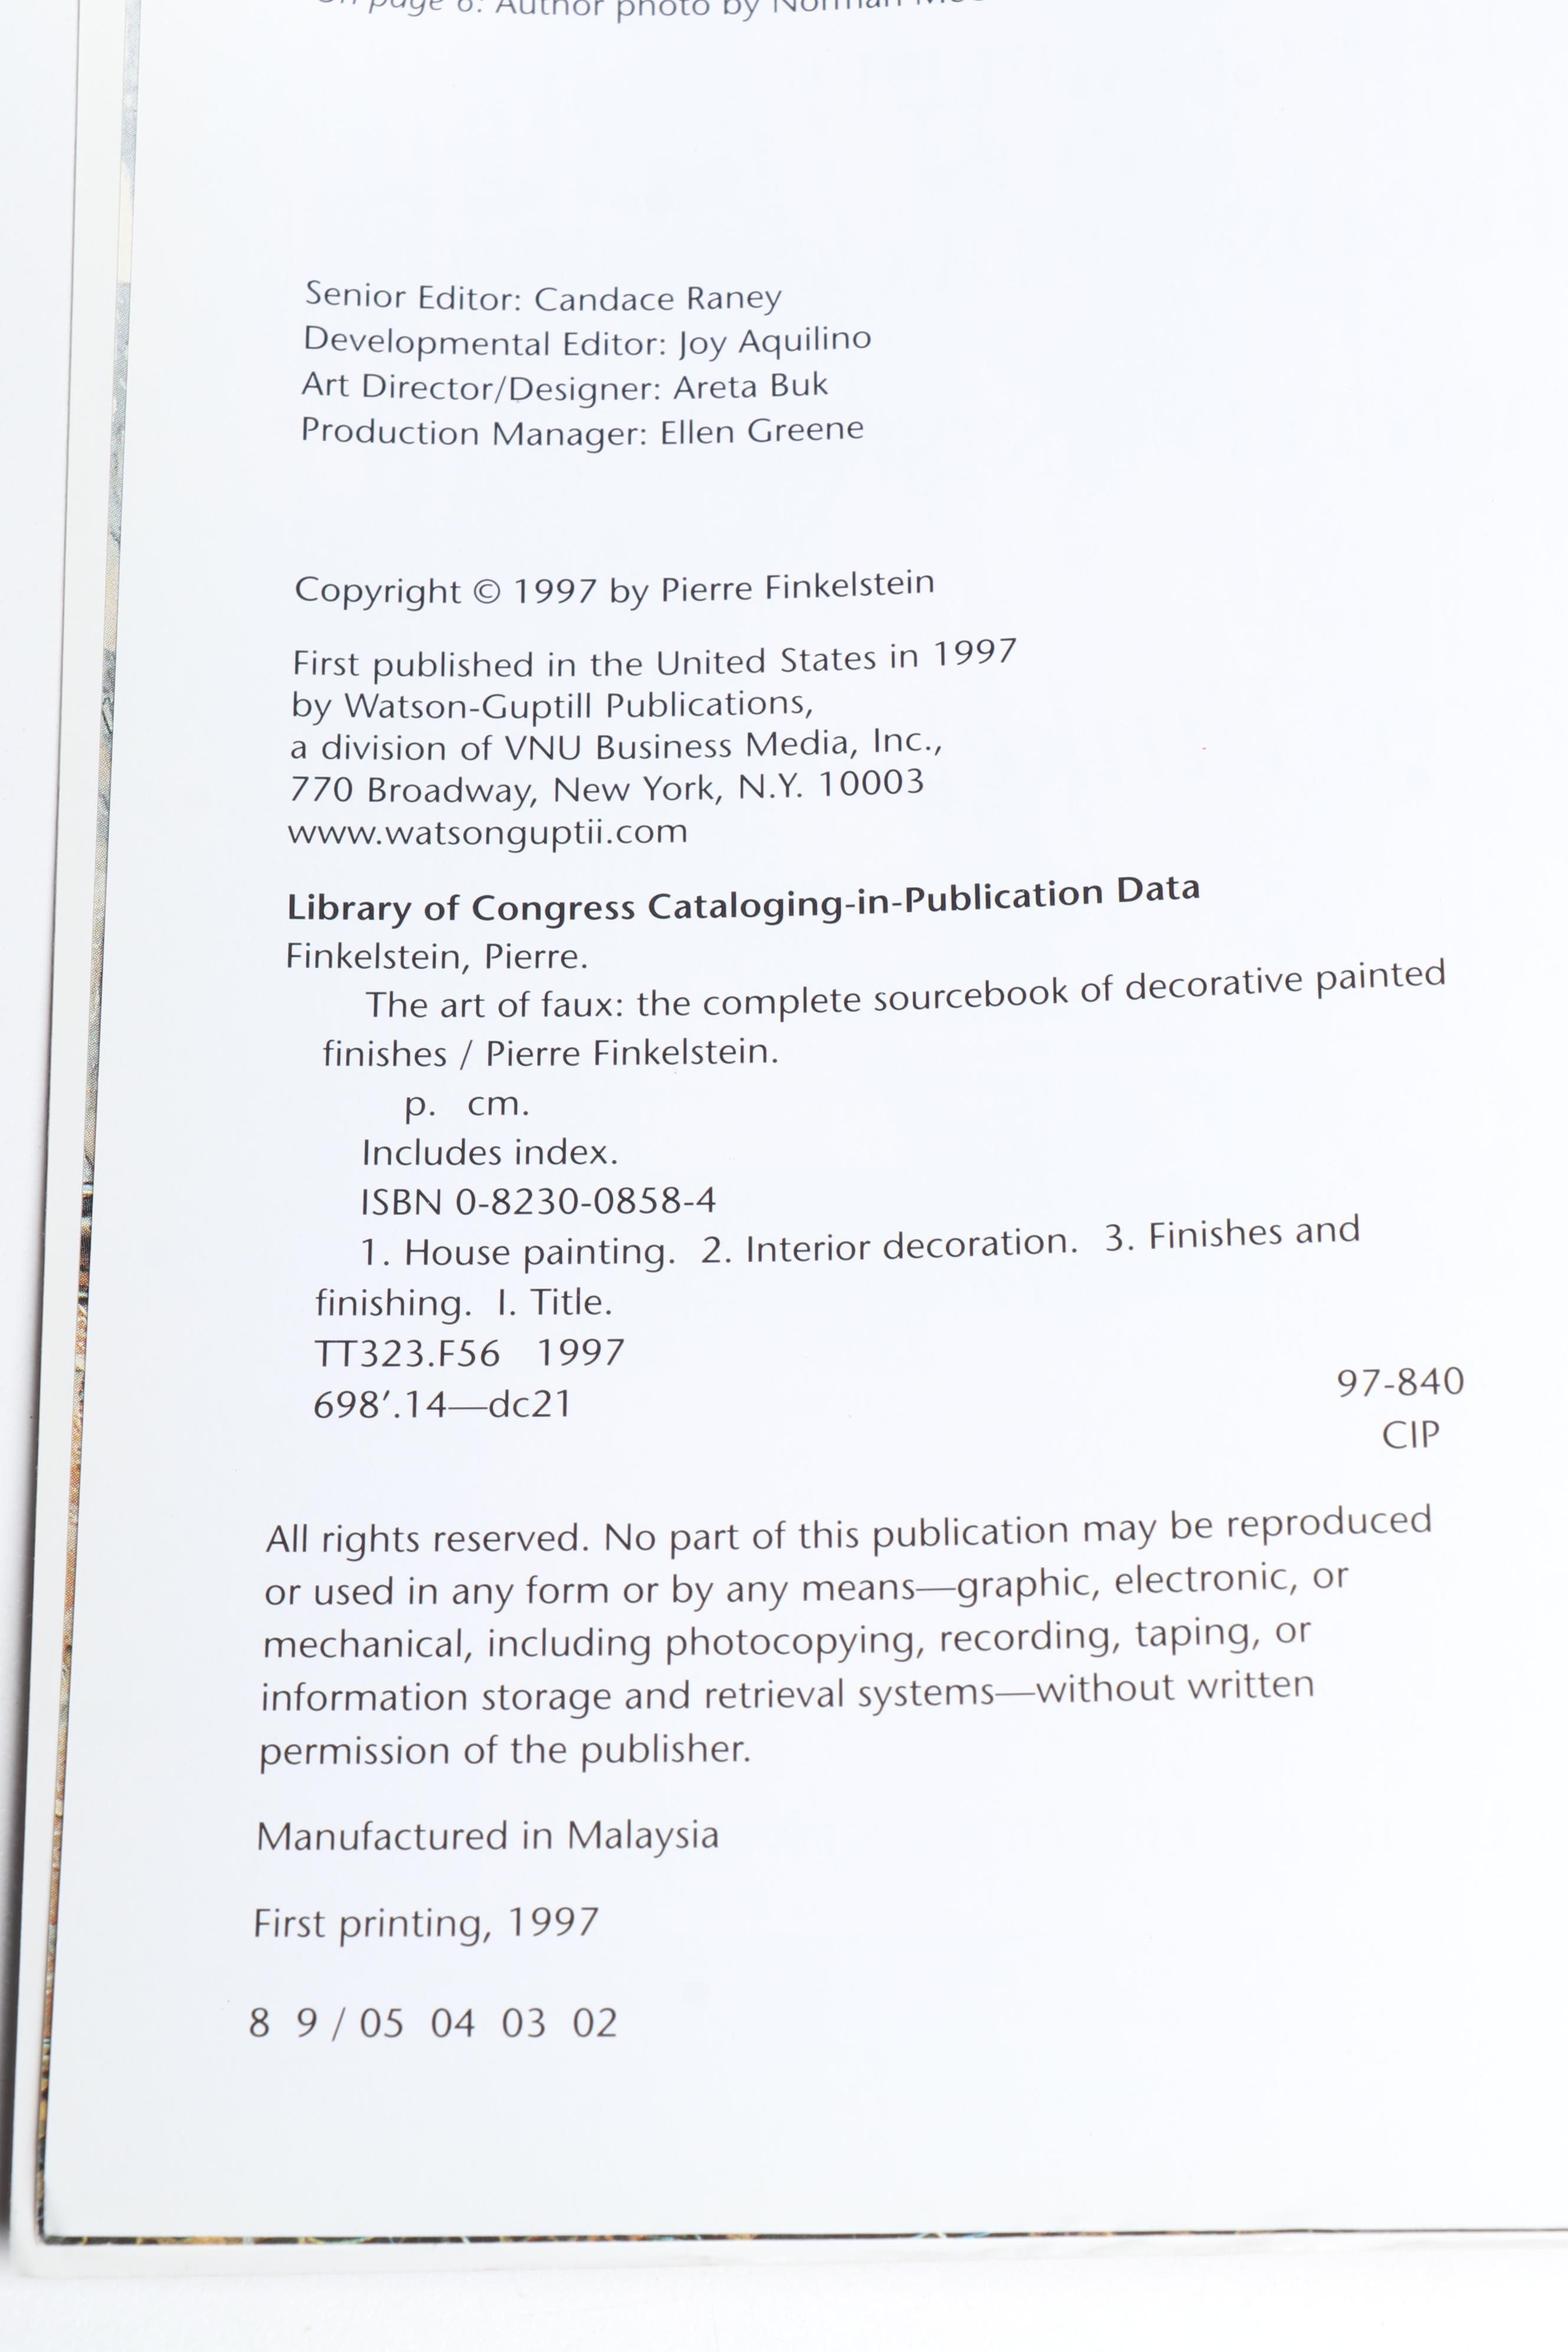 On page 6: Author photo by Norman
Senior Editor: Candace Raney
Developmental Editor: Joy Aquilino
Art Director/Designer: Areta Buk
Production Manager: Ellen Greene
Copyright © 1997 by Pierre Finkelstein
First published in the United States in 1997
by Watson-Guptill Publications,
a division of VNU Business Media, Inc.,
770 Broadway, New York, N.Y. 10003
www.watsonguptii.com
Library of Congress Cataloging-in-Publication Data
Finkelstein, Pierre.
The art of faux: the complete sourcebook of decorative painted
finishes / Pierre Finkelstein.
p. cm.
Includes index.
ISBN 0-8230-0858-4
1. House painting. 2. Interior decoration. 3. Finishes and
finishing. I. Title.
TT323.F56 1997
698′.14—dc21
97-840
CIP
All rights reserved. No part of this publication may be reproduced
or used in any form or by any means—graphic, electronic, or
mechanical, including photocopying, recording, taping, or
information storage and retrieval systems—without written
permission of the publisher.
Manufactured in Malaysia
First printing, 1997
8 9 / 05 04 03 02